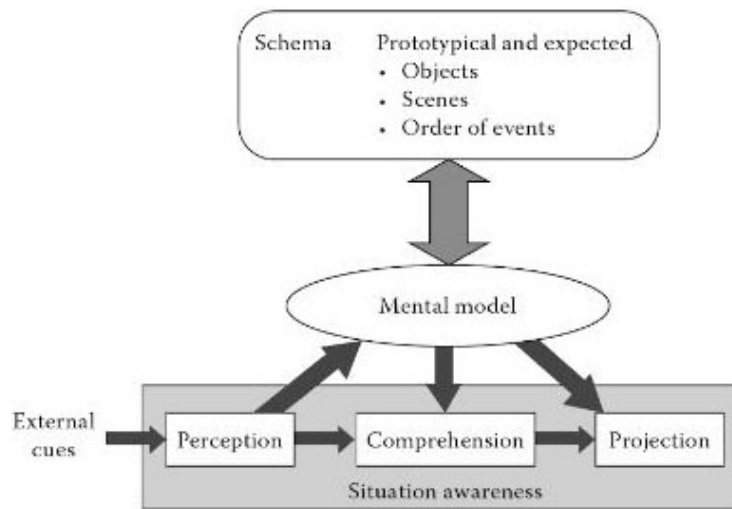 Schema Prototypical and expected
• Objects
• Scenes
• Order of events
Mental model
External
cues
Perception
Comprehension
Projection
Situation awareness